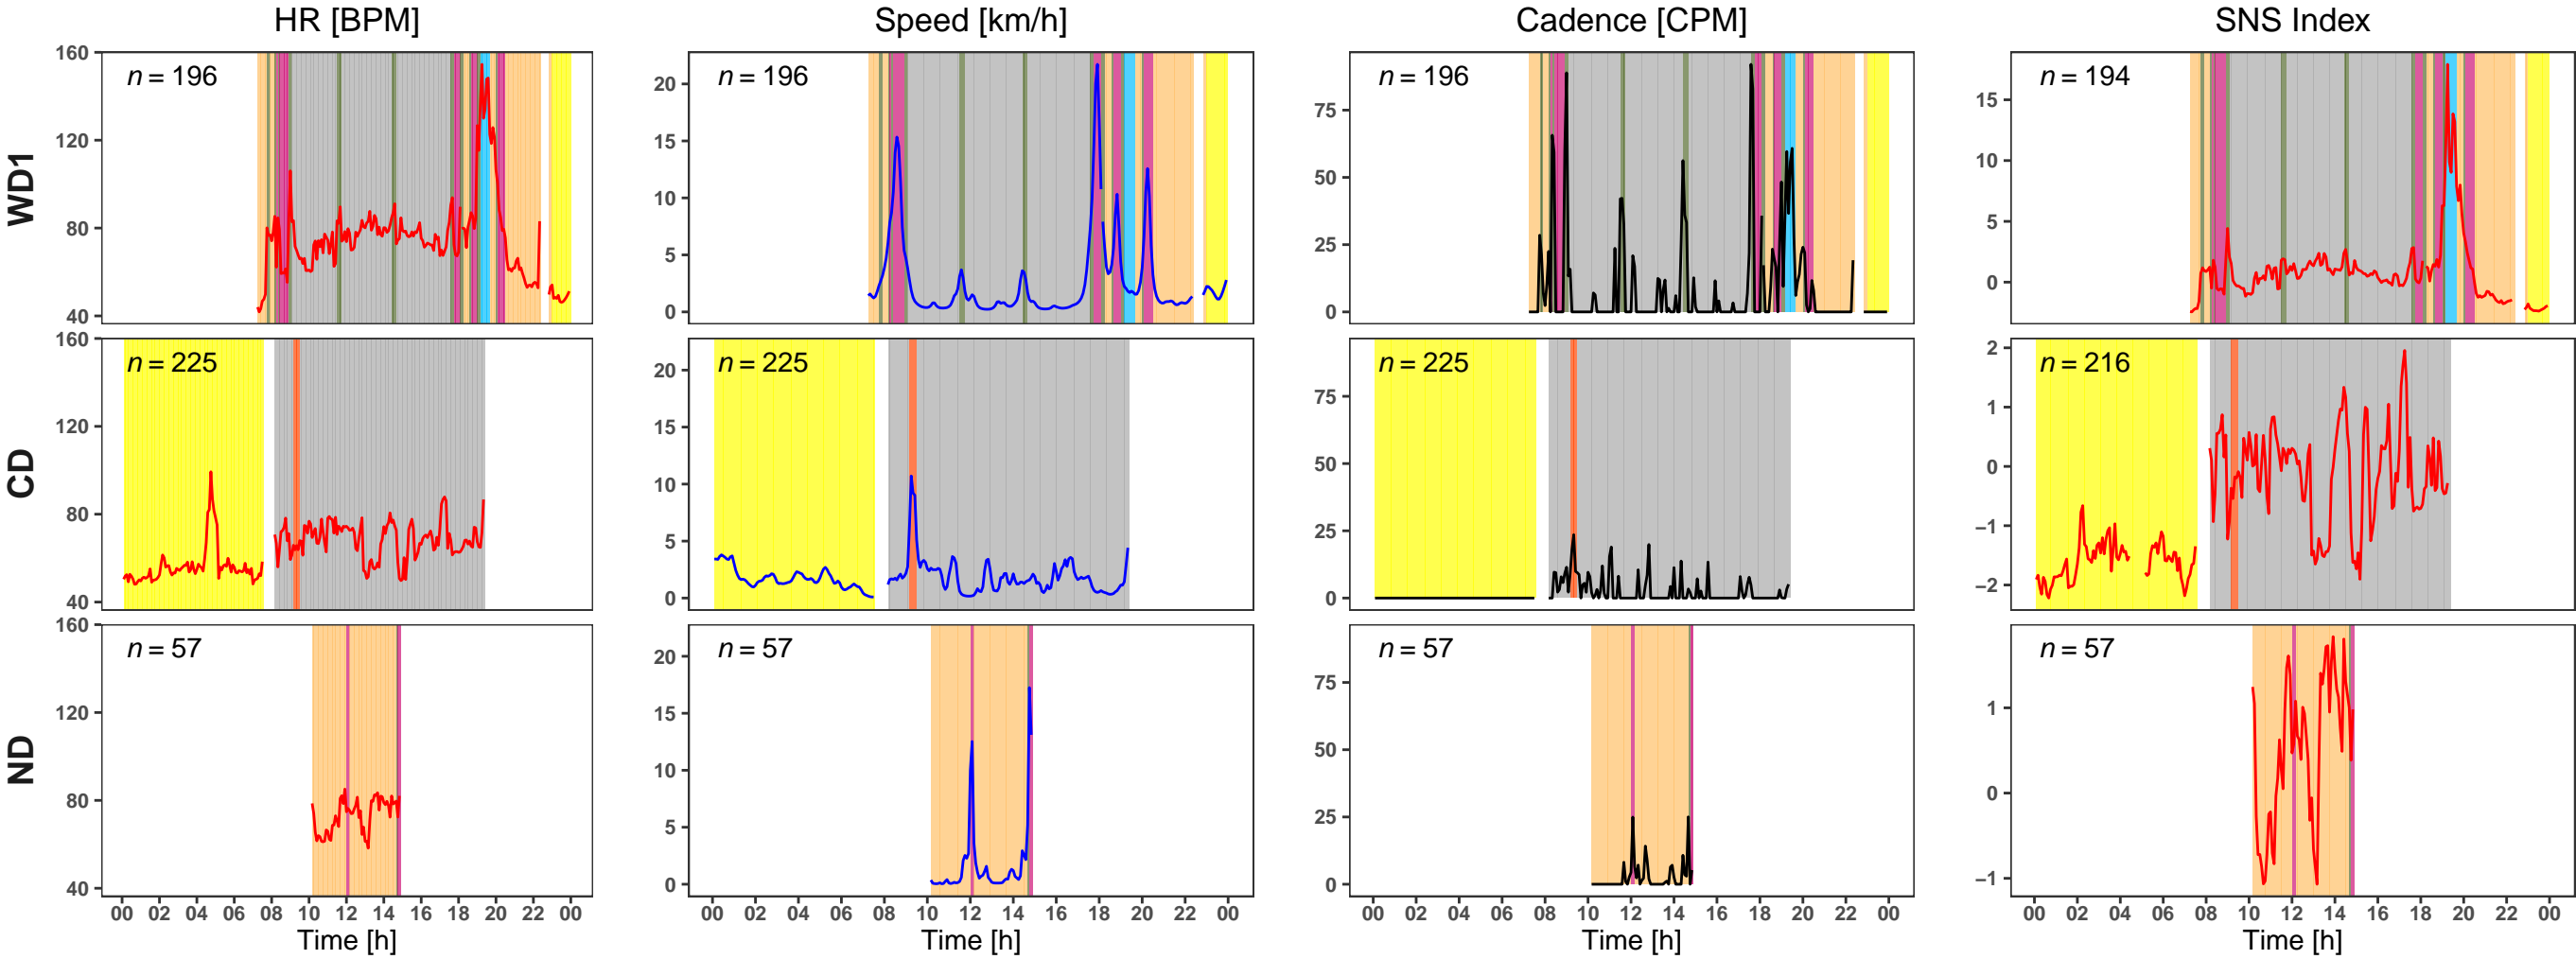 HR [BPM] Speed [km/h] Cadence [CPM] SNS Index
WD1
160
120
80
40
n = 196
20
15
10
5
0
n = 196
75
50
25
0
n = 196
15
10
5
0
n = 194
CD
160
120
80
40
n = 225
20
15
10
5
0
n = 225
75
50
25
0
n = 225
2
1
0
−1
−2
n = 216
ND
160
120
80
40
n = 57
20
15
10
5
0
n = 57
75
50
25
0
n = 57
1
0
−1
n = 57
00 02 04 06 08 10 12 14 16 18 20 22 00
Time [h]
00 02 04 06 08 10 12 14 16 18 20 22 00
Time [h]
00 02 04 06 08 10 12 14 16 18 20 22 00
Time [h]
00 02 04 06 08 10 12 14 16 18 20 22 00
Time [h]